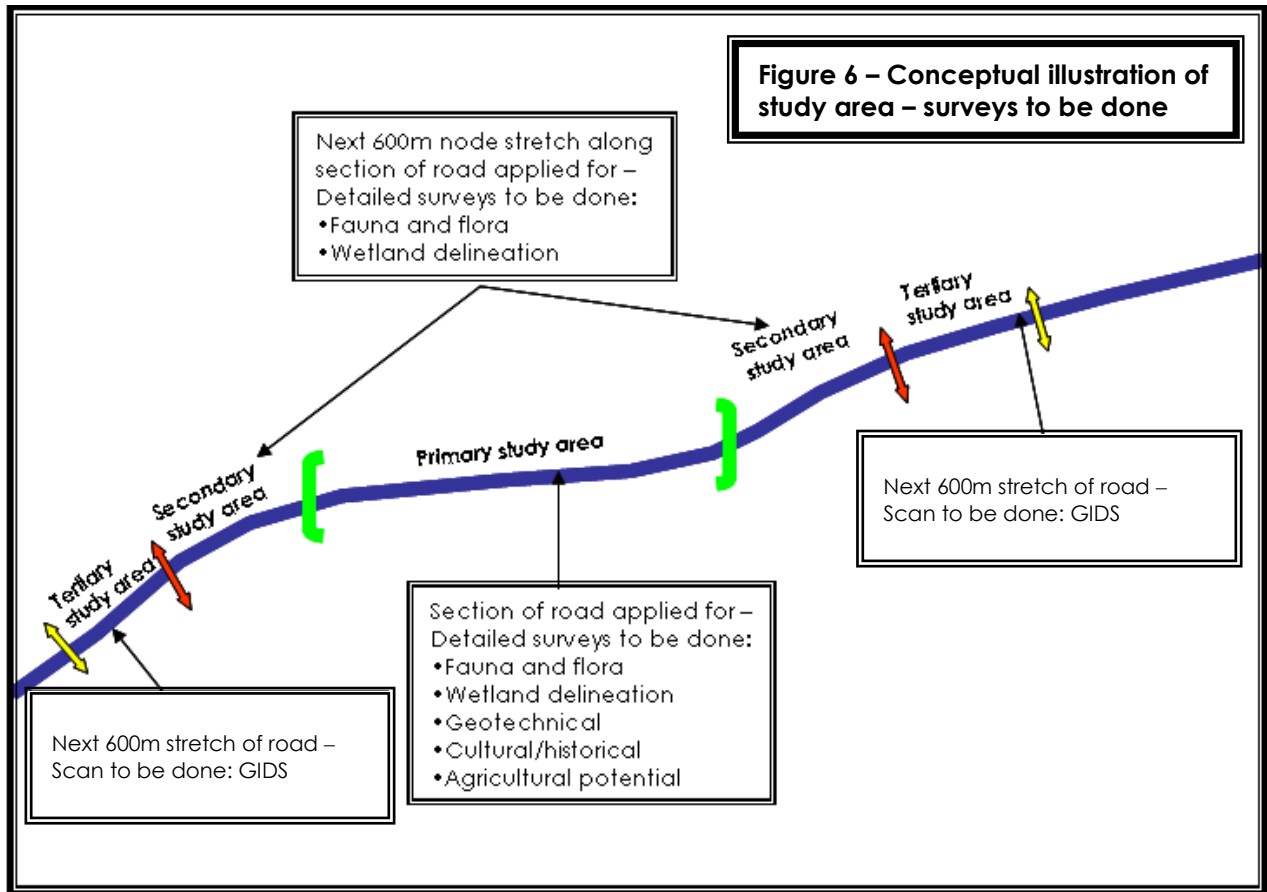 Figure 6 – Conceptual illustration of
study area – surveys to be done
Next 600m node stretch along
section of road applied for –
Detailed surveys to be done:
•Fauna and flora
•Wetland delineation
Tertiary
study area
Secondary
study area
Primary study area
Secondary
study area
Tertiary
study area
Next 600m stretch of road –
Scan to be done: GIDS
Section of road applied for –
Detailed surveys to be done:
•Fauna and flora
•Wetland delineation
•Geotechnical
•Cultural/historical
•Agricultural potential
Next 600m stretch of road –
Scan to be done: GIDS